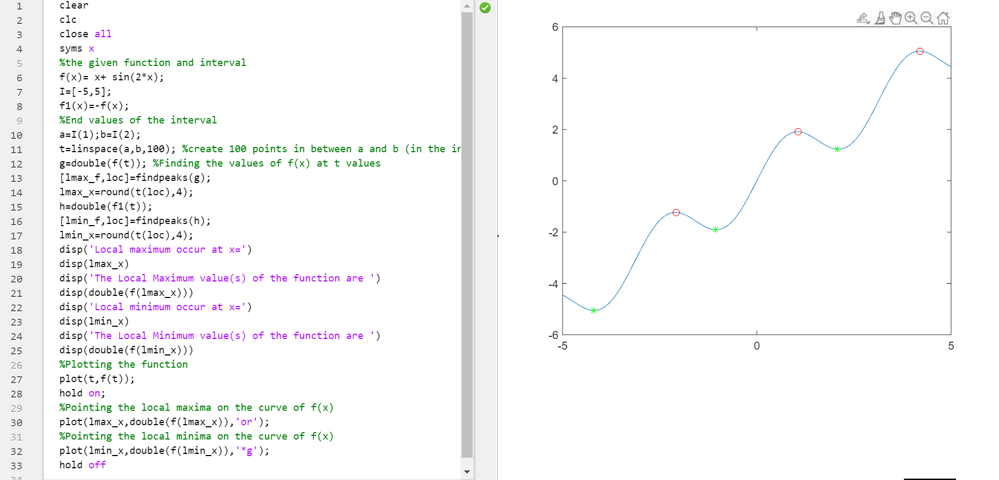 1 clear
2 clc
3 close all
4 syms x
5 %the given function and interval
6 f(x)= x+ sin(2*x);
7 I=[-5,5];
8 f1(x)=-f(x);
9 %End values of the interval
10 a=I(1);b=I(2);
11 t=linspace(a,b,100); %create 100 points in between a and b (in the
12 g=double(f(t)); %Finding the values of f(x) at t values
13 [lmax_f,loc]=findpeaks(g);
14 lmax_x=round(t(loc),4);
15 h=double(f1(t));
16 [lmin_f,loc]=findpeaks(h);
17 lmin_x=round(t(loc),4);
18 disp('Local maximum occur at x=')
19 disp(lmax_x)
20 disp('The Local Maximum value(s) of the function are ')
21 disp(double(f(lmax_x)))
22 disp('Local minimum occur at x=')
23 disp(lmin_x)
24 disp('The Local Minimum value(s) of the function are ')
25 disp(double(f(lmin_x)))
26 %Plotting the function
27 plot(t,f(t));
28 hold on;
29 %Pointing the local maxima on the curve of f(x)
30 plot(lmax_x,double(f(lmax_x)),'or');
31 %Pointing the local minima on the curve of f(x)
32 plot(lmin_x,double(f(lmin_x)),'*g');
33 hold off
6
4
2
0
-2
-4
-6
-5 0 5